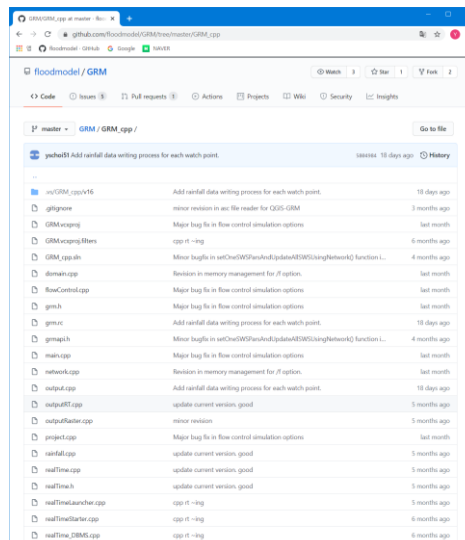 GRM/GRM_cpp at master · floo
github.com/floodmodel/GRM/tree/master/GRM_cpp
floodmodel · GitHub Google NAVER
floodmodel / GRM
Watch 3 Star 1 Fork 2
Code Issues 5 Pull requests 1 Actions Projects Wiki Security Insights
master GRM / GRM_cpp / Go to file
yschoi51 Add rainfall data writing process for each watch point. 18 days ago History
..
.vs/GRM_cpp/v16 Add rainfall data writing process for each watch point. 18 days ago
.gitignore minor revision in asc file reader for QGIS-GRM 3 months ago
GRM.vcxproj Major bug fix in flow control simulation options last month
GRM.vcxproj.filters cpp rt ~ing 6 months ago
GRM_cpp.sln Minor bugfix in setOneSWSParsAndUpdateAllSWSUsingNetwork() function i... 4 months ago
domain.cpp Revision in memory management for /f option. last month
flowControl.cpp Major bug fix in flow control simulation options last month
grm.h Major bug fix in flow control simulation options last month
grm.rc Add rainfall data writing process for each watch point. 18 days ago
grmapi.h Minor bugfix in setOneSWSParsAndUpdateAllSWSUsingNetwork() function i... 4 months ago
main.cpp Major bug fix in flow control simulation options last month
network.cpp Revision in memory management for /f option. last month
output.cpp Add rainfall data writing process for each watch point. 18 days ago
outputRT.cpp update current version. good 5 months ago
outputRaster.cpp minor revision 5 months ago
project.cpp Major bug fix in flow control simulation options last month
rainfall.cpp update current version. good 5 months ago
realTime.cpp update current version. good 5 months ago
realTime.h update current version. good 5 months ago
realTimeLauncher.cpp cpp rt ~ing 5 months ago
realTimeStarter.cpp cpp rt ~ing 6 months ago
realTime_DBMS.cpp cpp rt ~ing 6 months ago